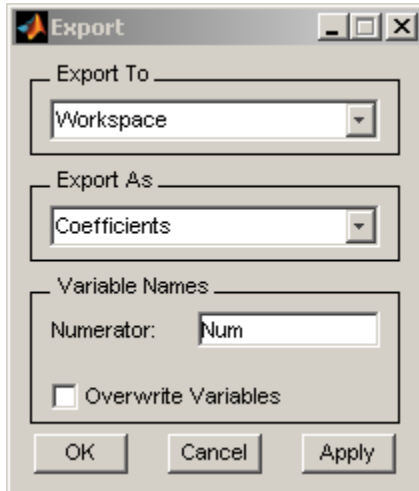 Export
Export To
Workspace
Export As
Coefficients
Variable Names
Numerator: Num
Overwrite Variables
OK Cancel Apply